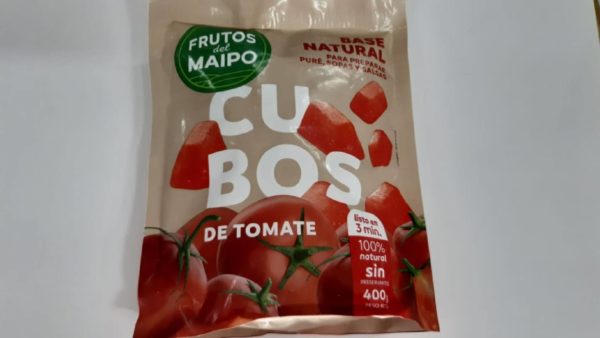 FRUTOS
del
MAIPO
BASE
NATURAL
PARA PREPARAR
PURÉ, SOPAS Y SALSAS
CU
BOS
DE TOMATE
listo en
3 min.
100%
natural
sin
PRESERVANTES
400g